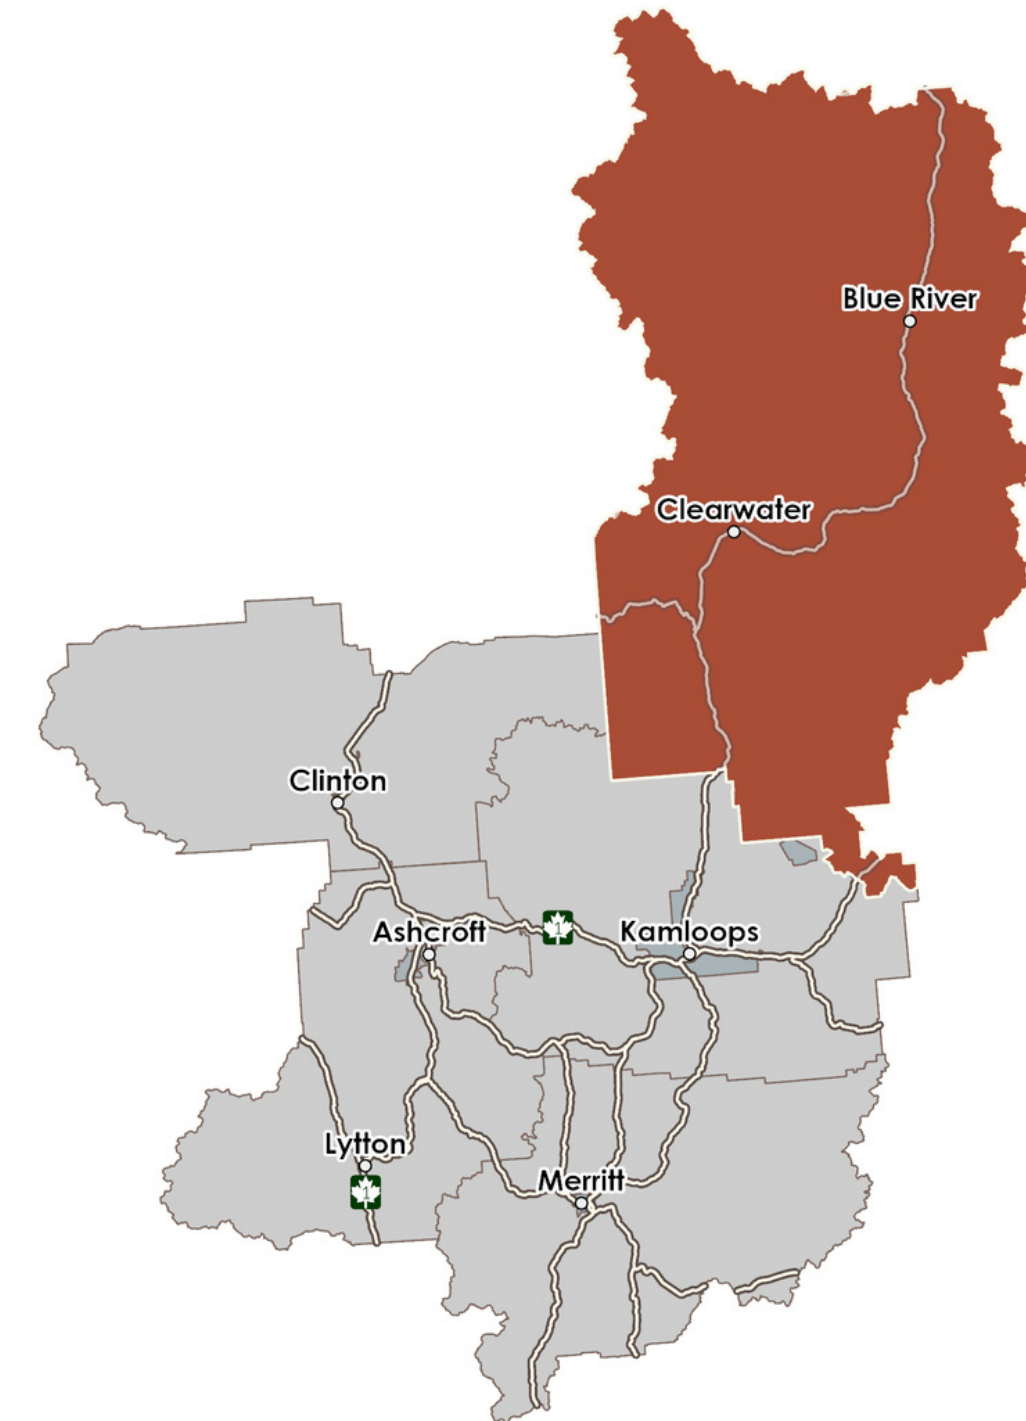 Blue River
Clearwater
Clinton
1
Ashcroft
Kamloops
Lytton
1
Merritt